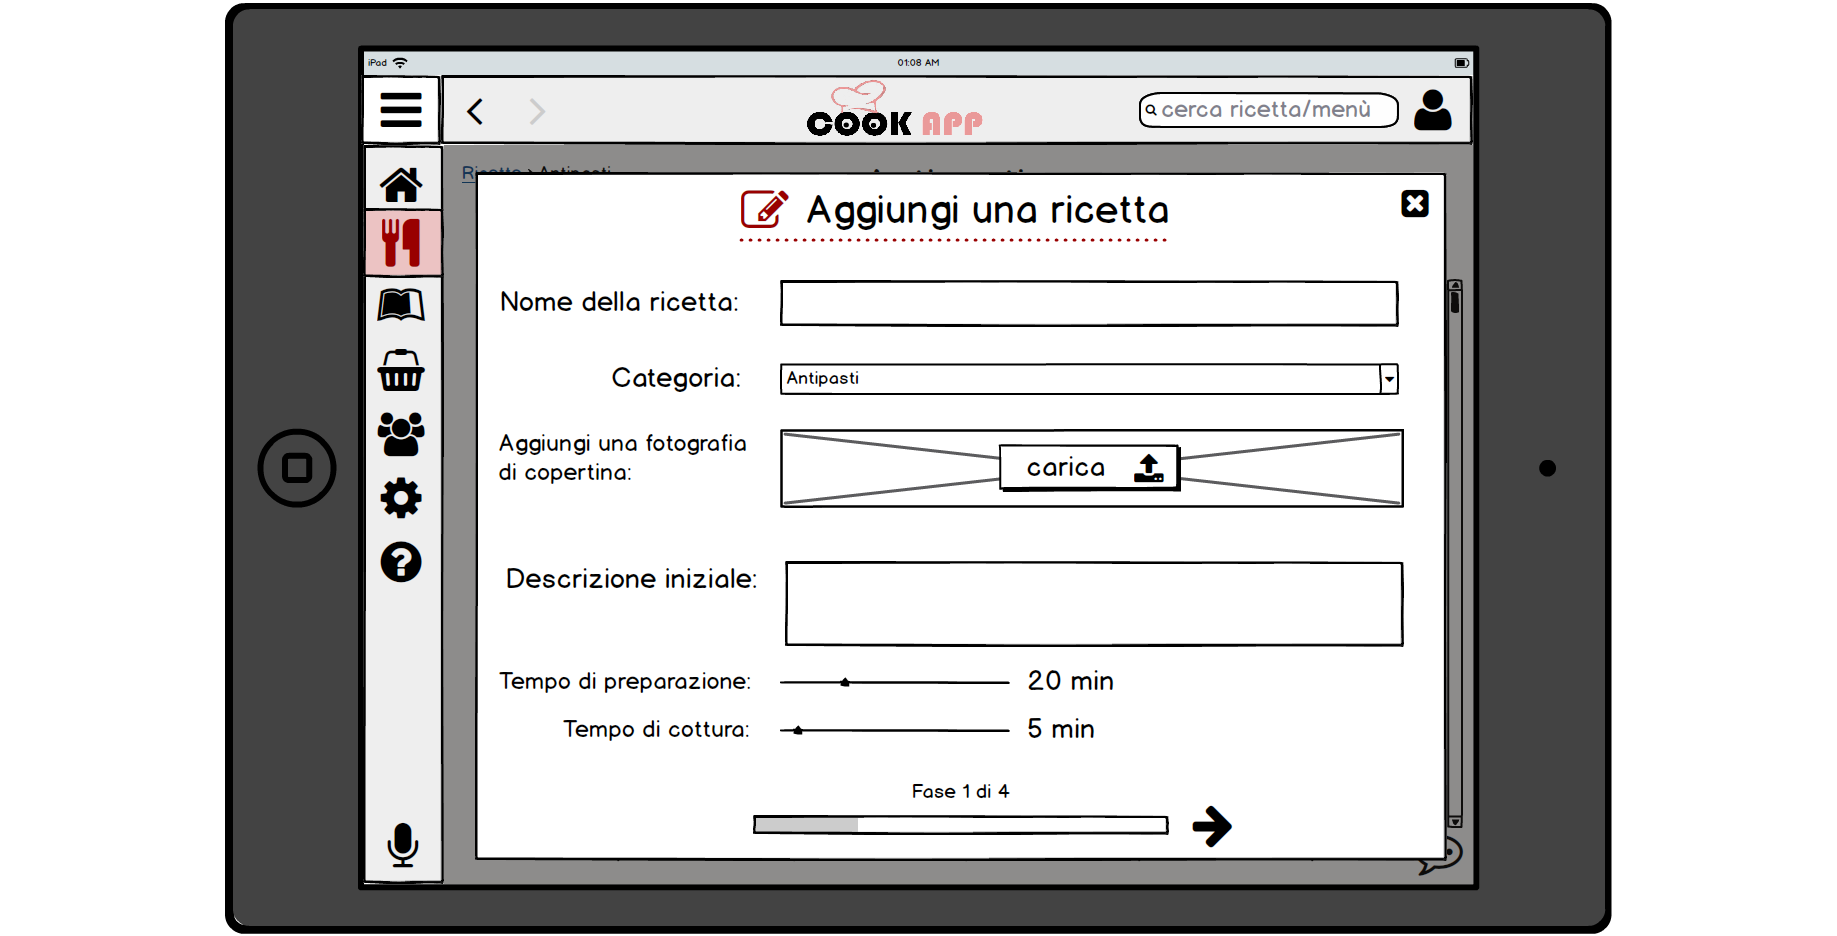 iPad
01:08 AM
COOK APP
cerca ricetta/menù
Ricette > Antipasti
Aggiungi una ricetta
Nome della ricetta:
Categoria:
Antipasti
Aggiungi una fotografia
di copertina:
carica
Descrizione iniziale:
Tempo di preparazione:
20 min
Tempo di cottura:
5 min
Fase 1 di 4